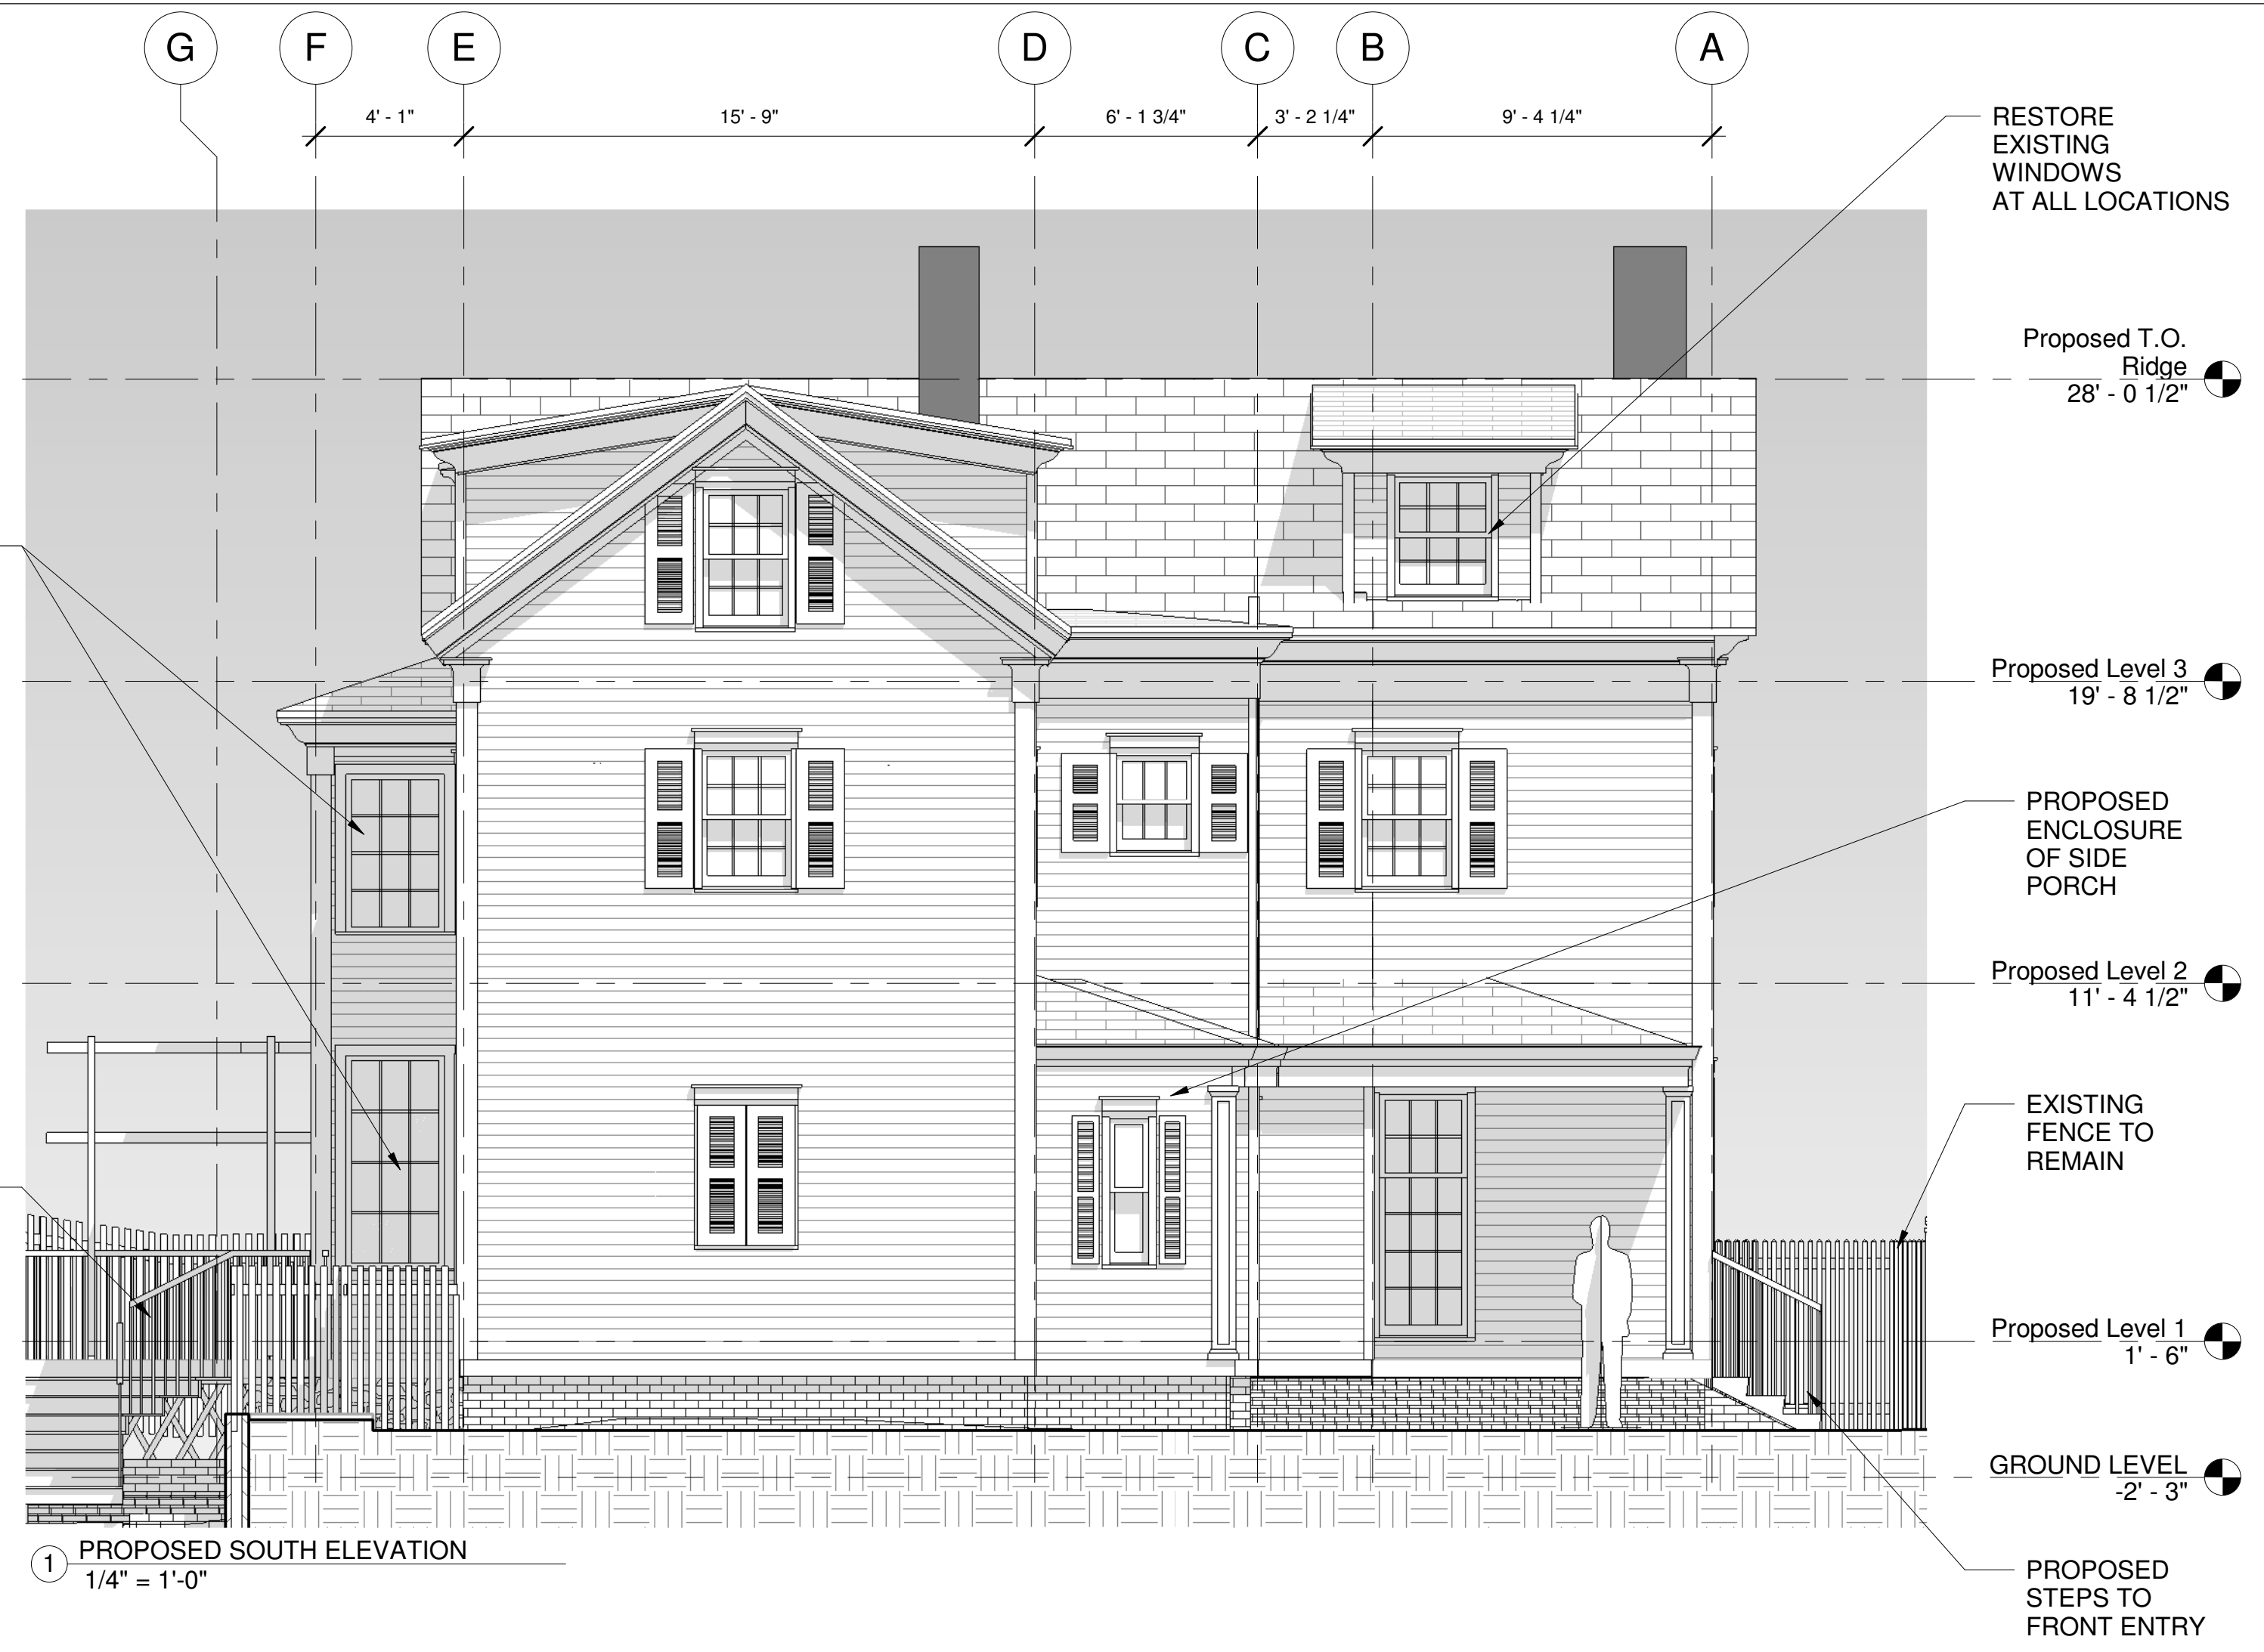 G F E D C B A
4' - 1" 15' - 9" 6' - 1 3/4" 3' - 2 1/4" 9' - 4 1/4"
RESTORE
EXISTING
WINDOWS
AT ALL LOCATIONS
Proposed T.O.
Ridge
28' - 0 1/2"
Proposed Level 3
19' - 8 1/2"
PROPOSED
ENCLOSURE
OF SIDE
PORCH
Proposed Level 2
11' - 4 1/2"
EXISTING
FENCE TO
REMAIN
Proposed Level 1
1' - 6"
GROUND LEVEL
-2' - 3"
PROPOSED
STEPS TO
FRONT ENTRY
1 PROPOSED SOUTH ELEVATION
1/4" = 1'-0"